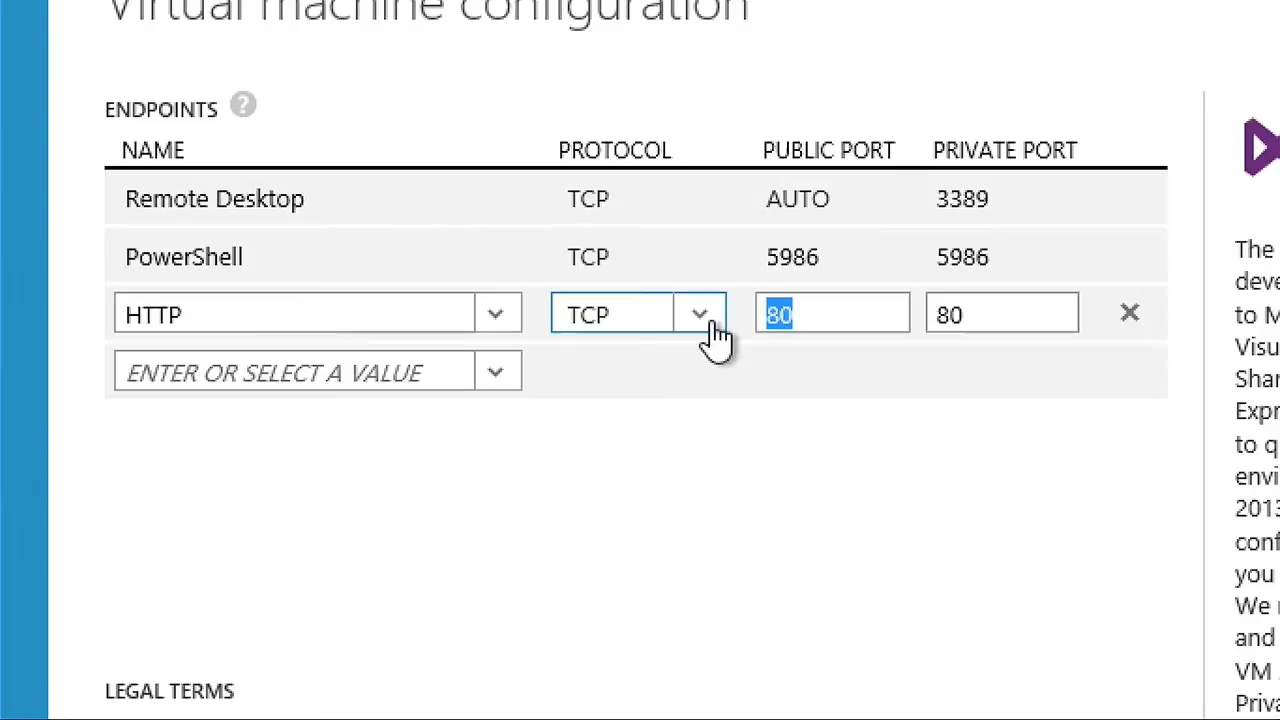 Virtual machine configuration
ENDPOINTS ?
NAME PROTOCOL PUBLIC PORT PRIVATE PORT
Remote Desktop TCP AUTO 3389
PowerShell TCP 5986 5986
HTTP TCP 80 80
ENTER OR SELECT A VALUE
LEGAL TERMS
The
deve
to M
Visu
Shar
Expr
to q
envi
2013
conf
you
We
and
VM
Priva